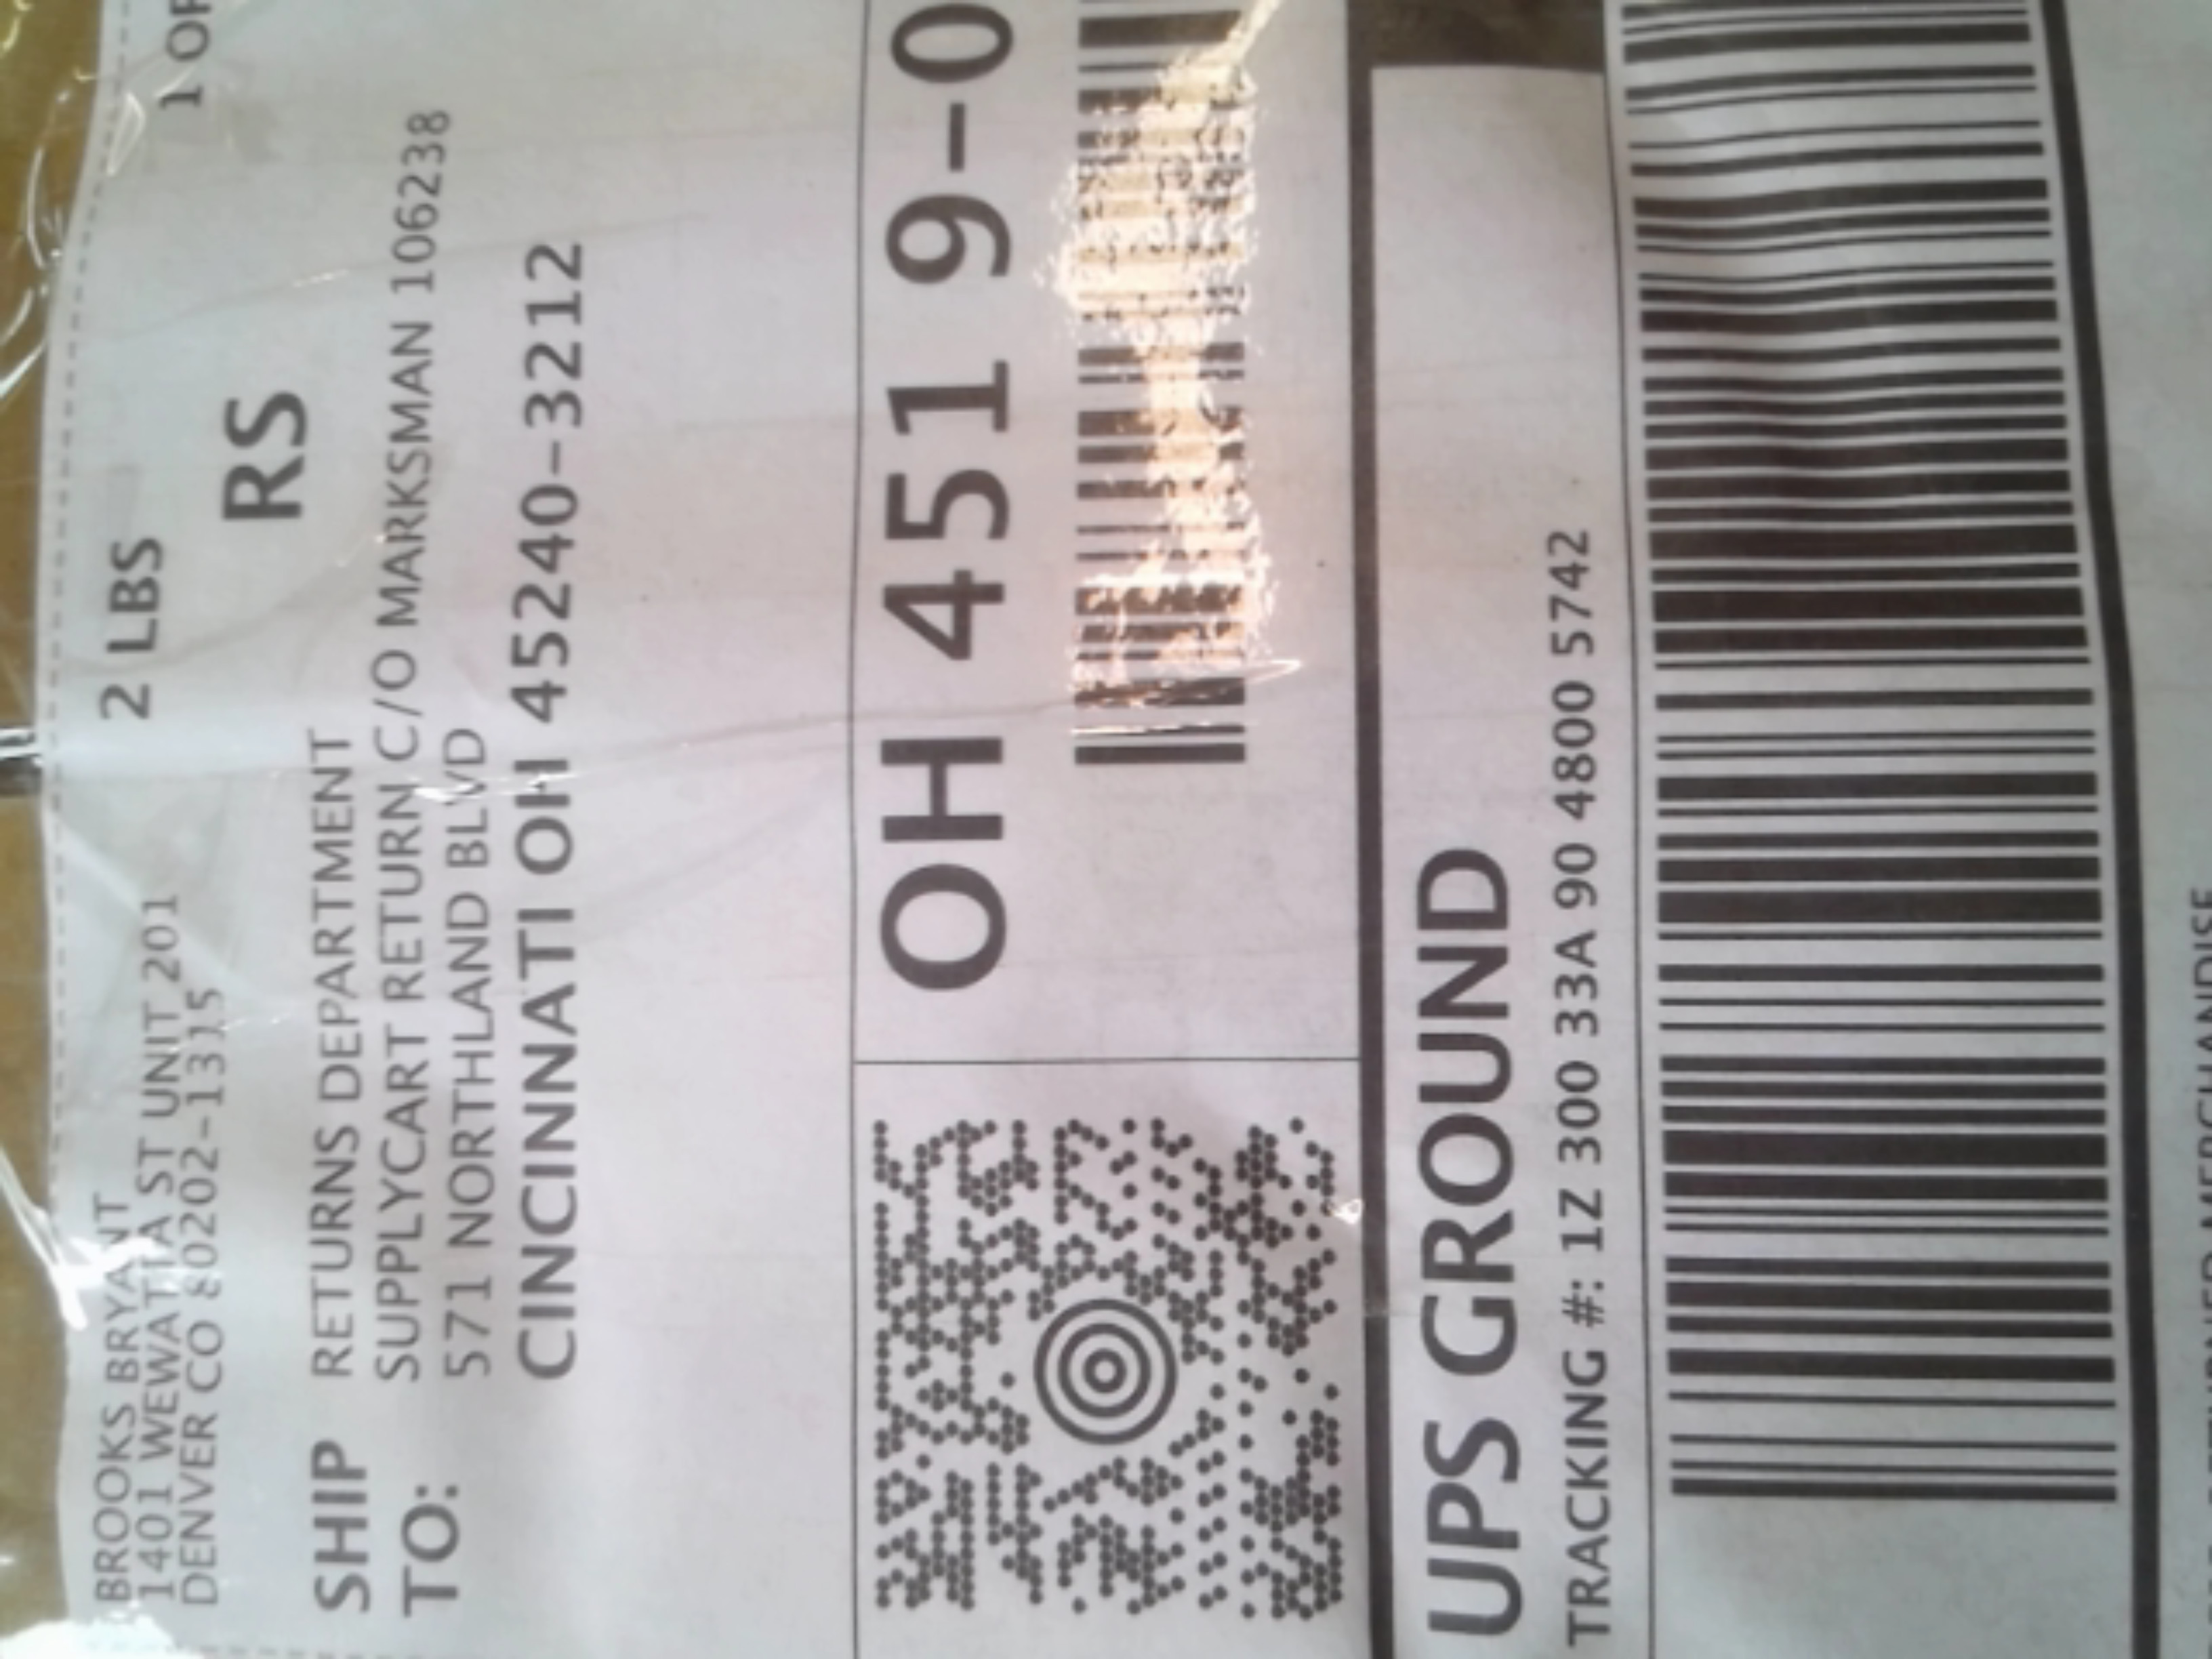 BROOKS BRYANT
1401 WEWATTA ST UNIT 201
DENVER CO 80202-1315
2 LBS
1 OF
RS
SHIP TO:
RETURNS DEPARTMENT
SUPPLYCART RETURN C/O MARKSMAN 106238
571 NORTHLAND BLVD
CINCINNATI OH 45240-3212
OH 451 9-0
UPS GROUND
TRACKING #: 1Z 300 33A 90 4800 5742